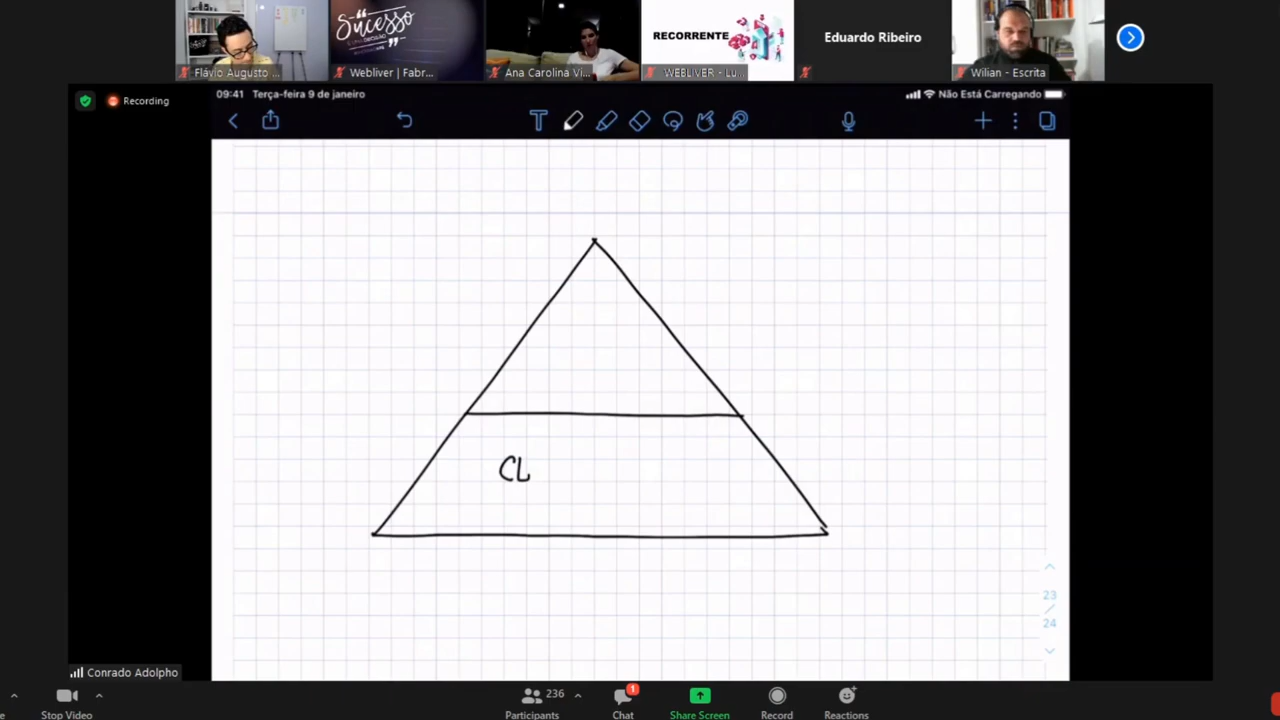 “Sucesso
É UMA DECISÃO
”
RECORRENTE
Eduardo Ribeiro
Flávio Augusto ...
Webliver | Fabr...
Ana Carolina Vi...
WEBLIVER - Lu...
Wilian - Escrita
Recording
09:41 Terça-feira 9 de janeiro
Não Está Carregando
T
CL
23
/
24
Conrado Adolpho
Stop Video
236
Participants
1
Chat
Share Screen
Record
Reactions